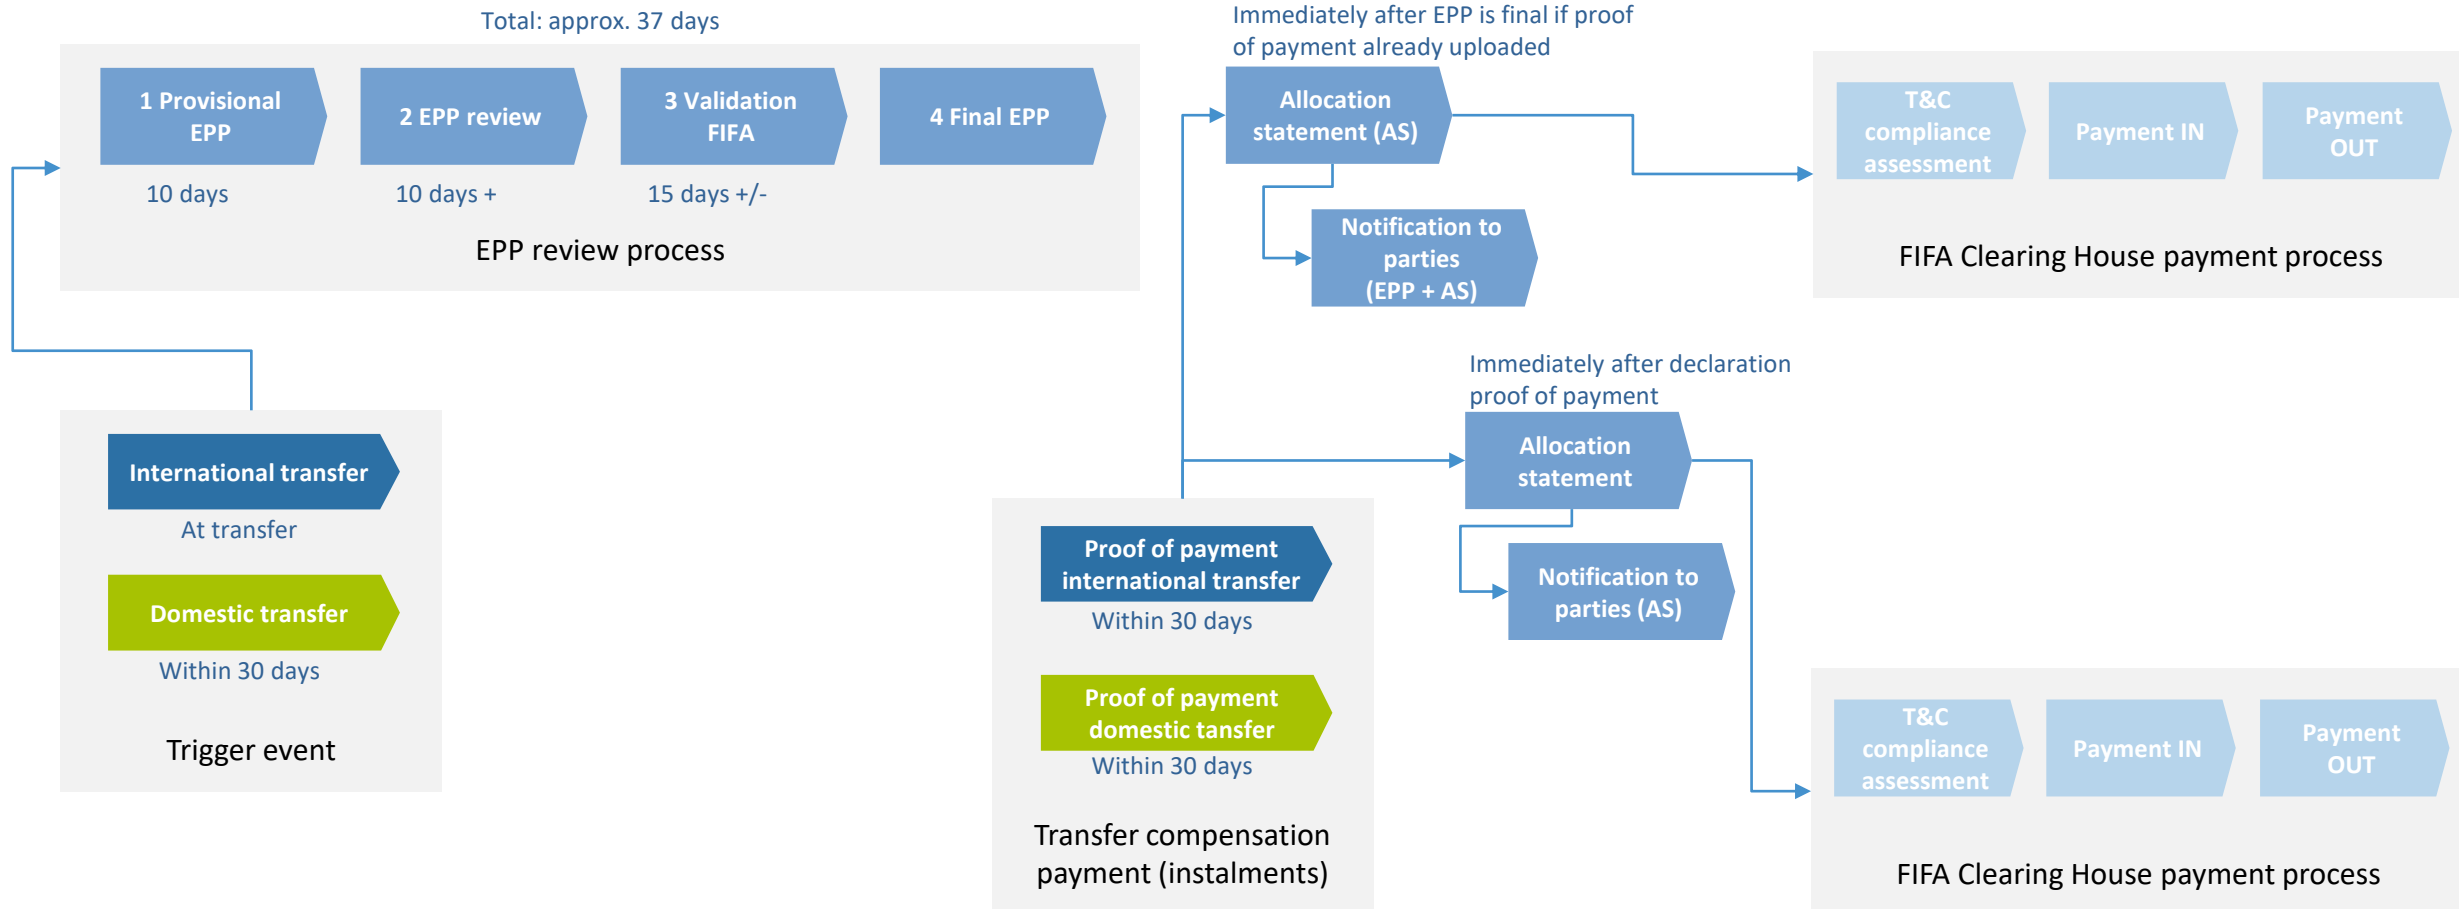 Total: approx. 37 days
1 Provisional
EPP
2 EPP review
3 Validation
FIFA
4 Final EPP
10 days
10 days +
15 days +/-
EPP review process
Immediately after EPP is final if proof
of payment already uploaded
Allocation
statement (AS)
Notification to
parties
(EPP + AS)
T&C
compliance
assessment
Payment IN
Payment
OUT
FIFA Clearing House payment process
International transfer
At transfer
Domestic transfer
Within 30 days
Trigger event
Proof of payment
international transfer
Within 30 days
Proof of payment
domestic tansfer
Within 30 days
Transfer compensation
payment (instalments)
Immediately after declaration
proof of payment
Allocation
statement
Notification to
parties (AS)
T&C
compliance
assessment
Payment IN
Payment
OUT
FIFA Clearing House payment process